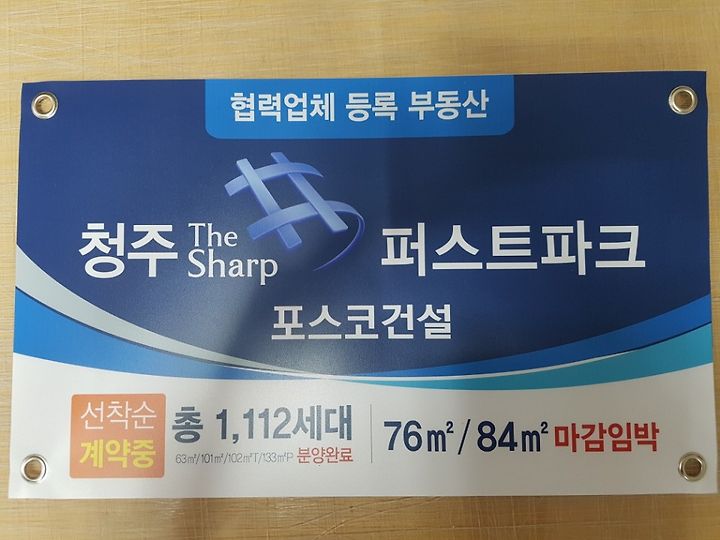 협력업체 등록 부동산
청주 The Sharp 퍼스트파크
포스코건설
선착순
계약중
총 1,112세대
63㎡/101㎡/102㎡T/133㎡P 분양완료
76㎡/84㎡ 마감임박